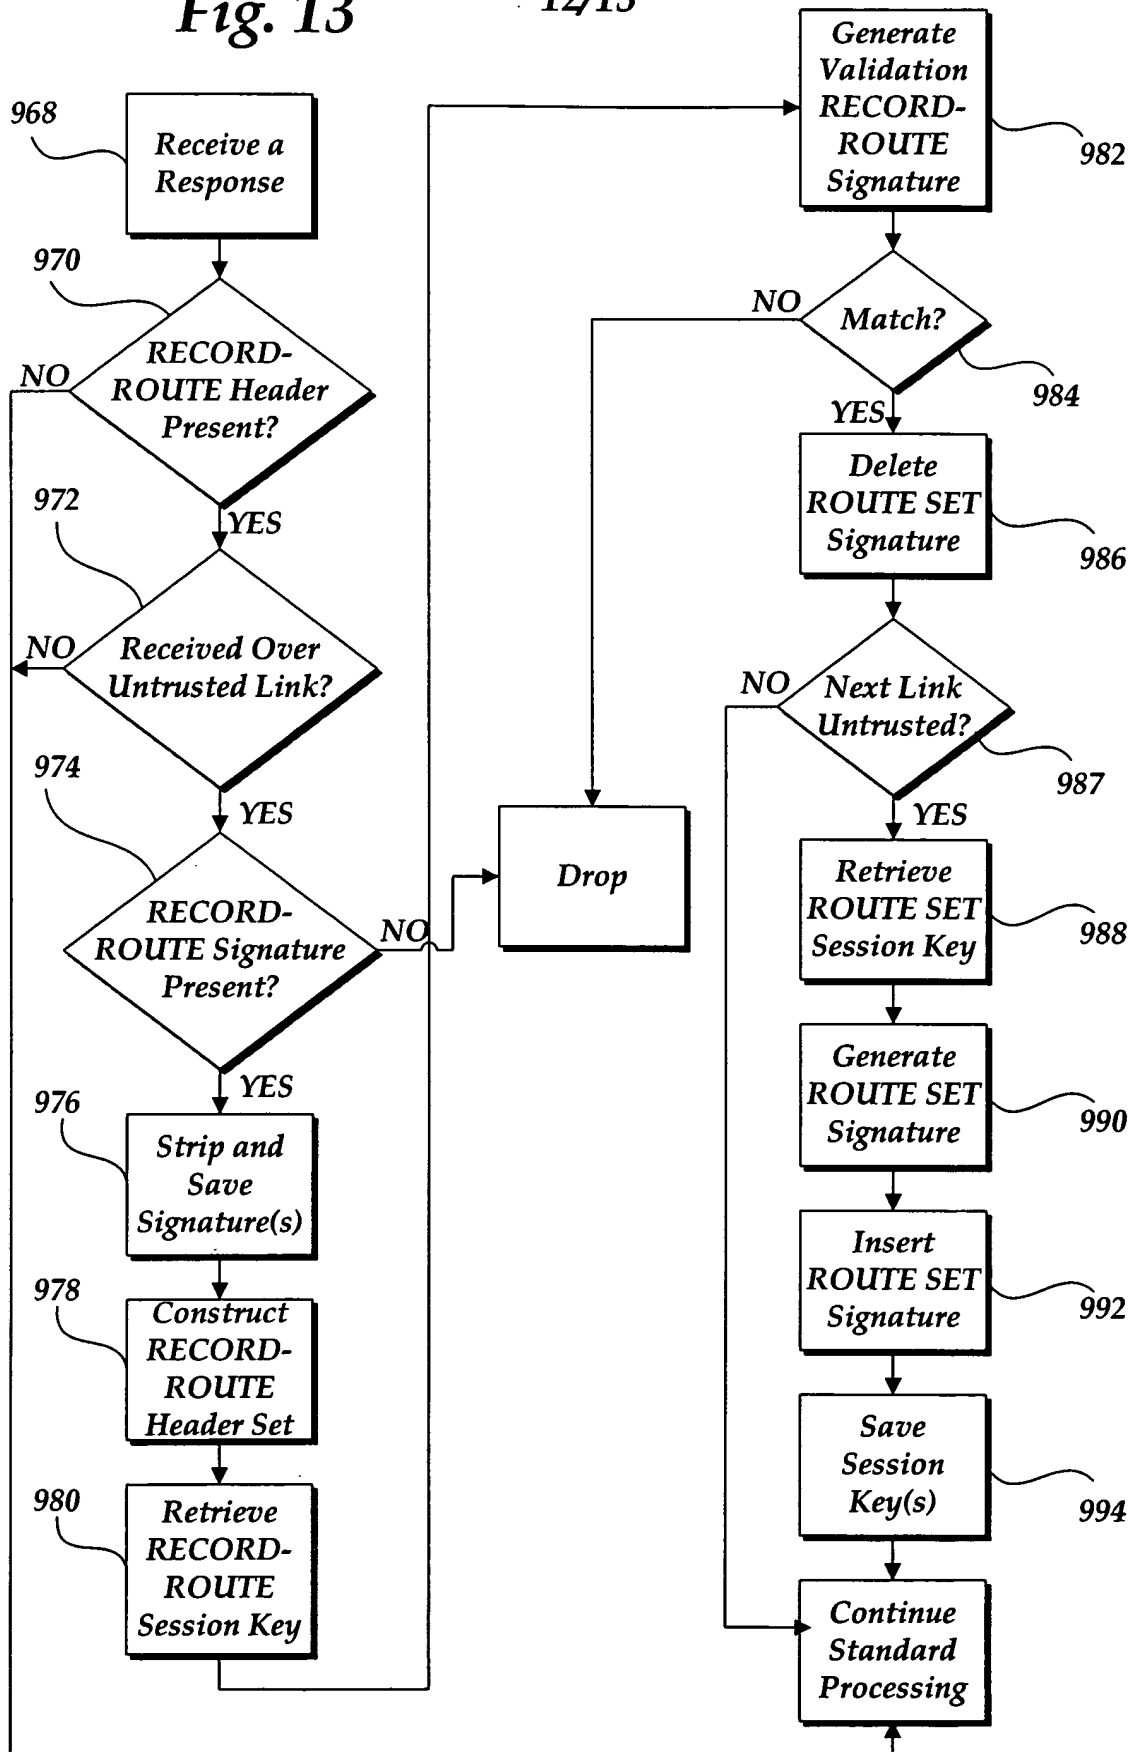 Fig. 13
12/13
968
Receive a
Response
970
RECORD-
ROUTE Header
Present?
NO
YES
972
Received Over
Untrusted Link?
NO
YES
974
RECORD-
ROUTE Signature
Present?
NO
YES
976
Strip and
Save
Signature(s)
978
Construct
RECORD-
ROUTE
Header Set
980
Retrieve
RECORD-
ROUTE
Session Key
Drop
Generate
Validation
RECORD-
ROUTE
Signature
982
Match?
NO
984
YES
Delete
ROUTE SET
Signature
986
Next Link
Untrusted?
NO
987
YES
Retrieve
ROUTE SET
Session Key
988
Generate
ROUTE SET
Signature
990
Insert
ROUTE SET
Signature
992
Save
Session
Key(s)
994
Continue
Standard
Processing